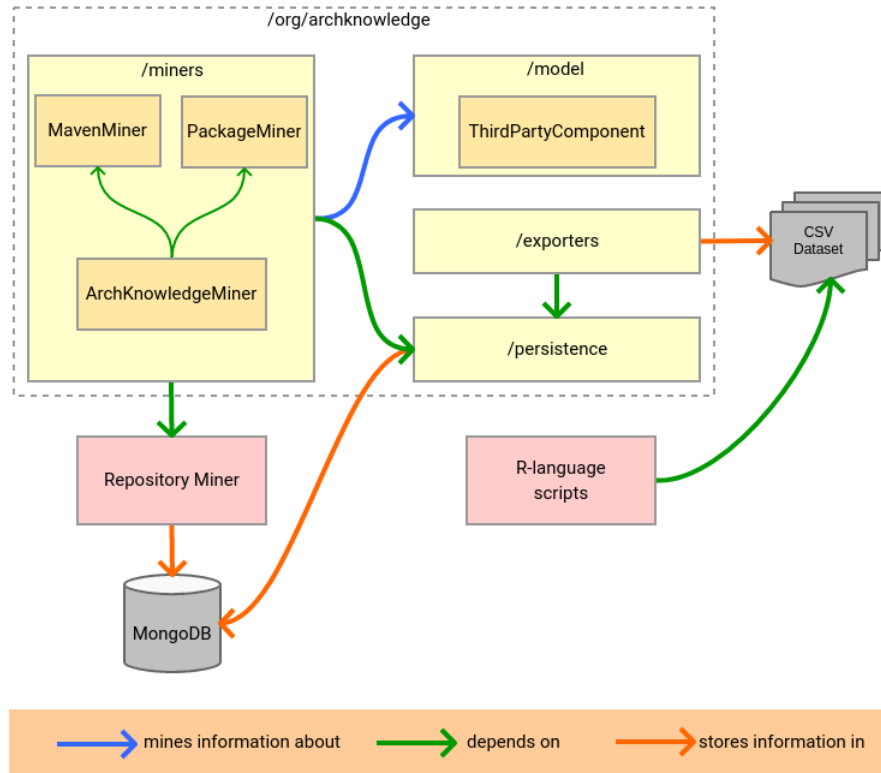 /org/archknowledge
/miners
MavenMiner
PackageMiner
ArchKnowledgeMiner
/model
ThirdPartyComponent
/exporters
/persistence
CSV
Dataset
Repository Miner
R-language
scripts
MongoDB
mines information about
depends on
stores information in